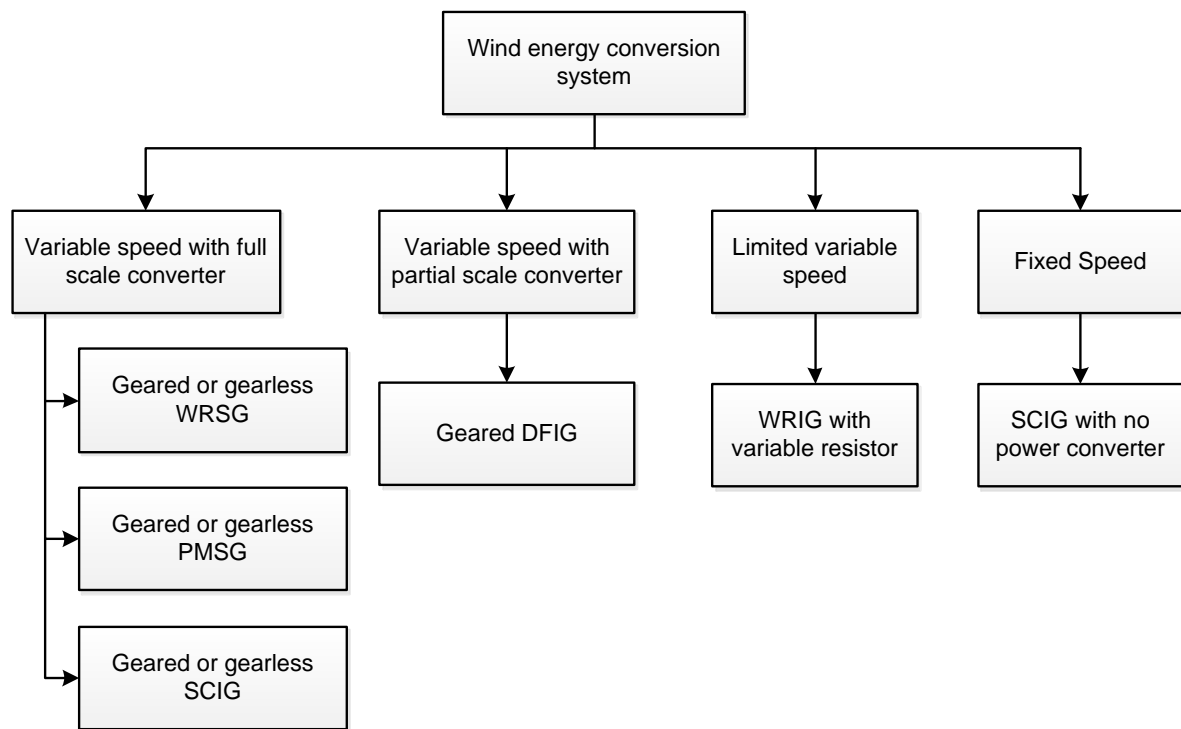 Wind energy conversion
system
Variable speed with full
scale converter
Variable speed with
partial scale converter
Limited variable
speed
Fixed Speed
Geared or gearless
WRSG
Geared or gearless
PMSG
Geared or gearless
SCIG
Geared DFIG
WRIG with
variable resistor
SCIG with no
power converter